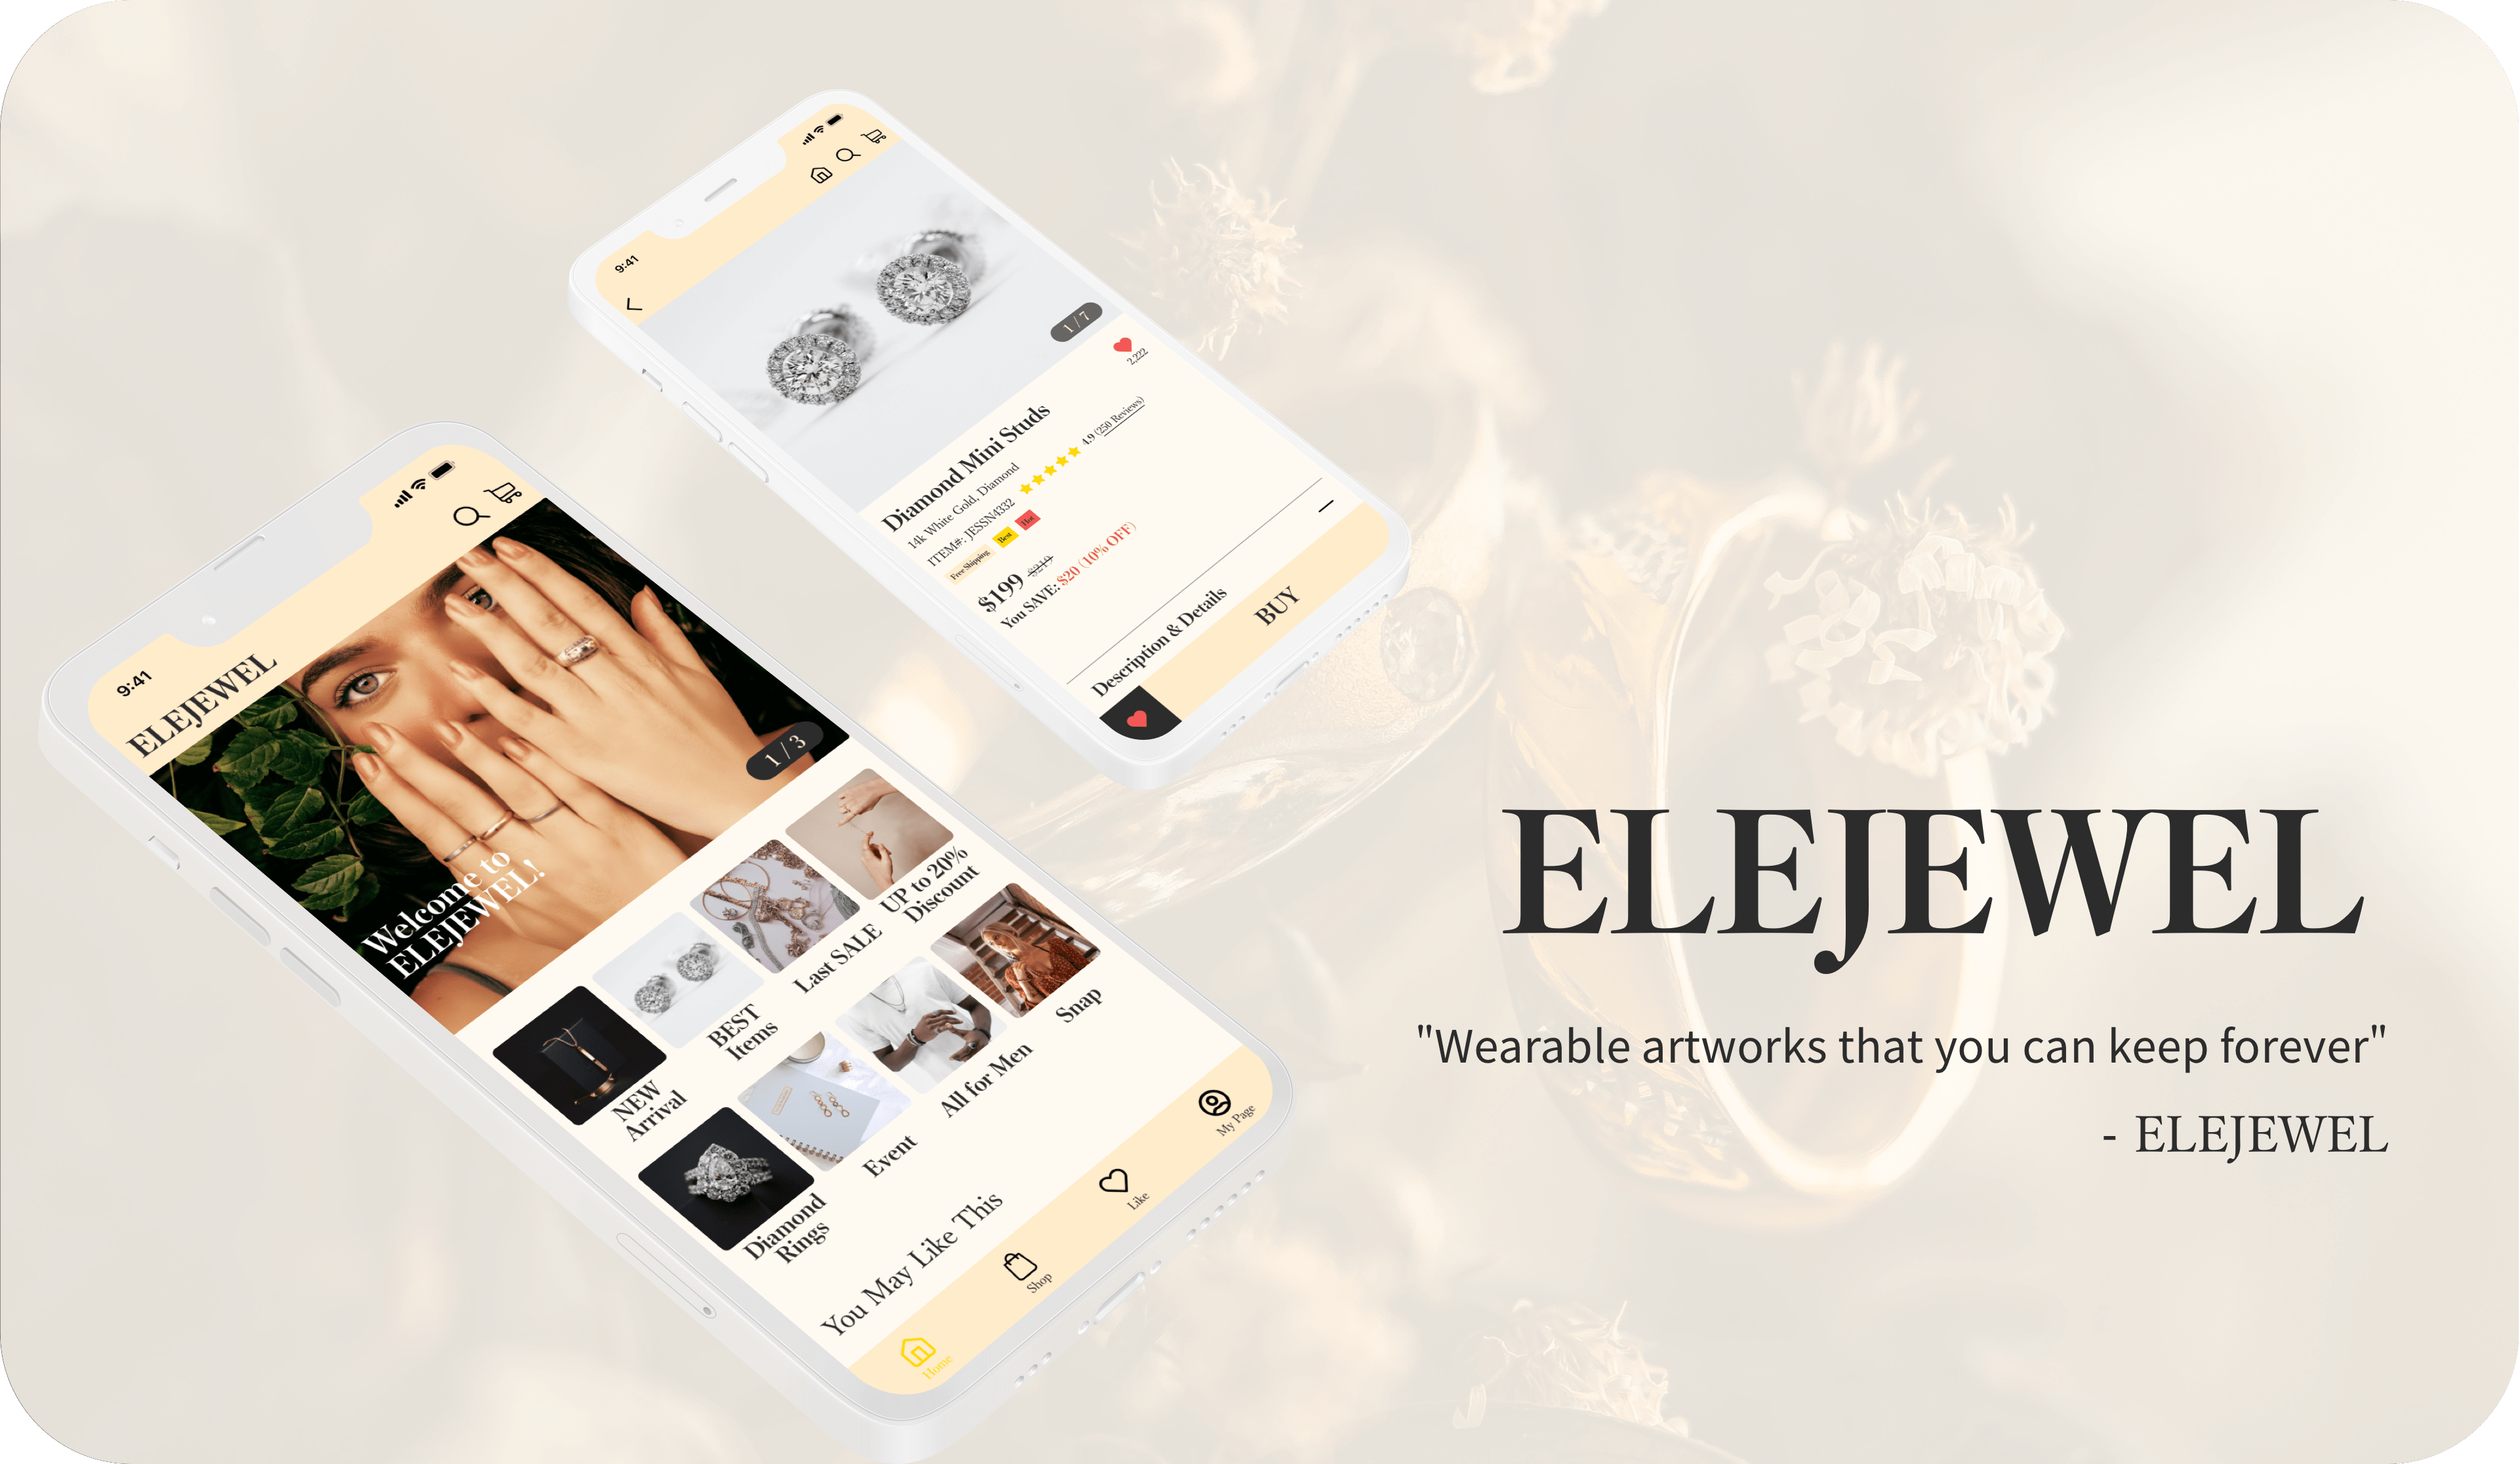 9:41
1 / 7
2,222
Diamond Mini Studs
14k White Gold, Diamond
ITEM#: JESSN4332
4.9 (250 Reviews)
Free Shipping
Best
Hot
$199 $219
You SAVE: $20 (10% OFF)
Description & Details
BUY
9:41
ELEJEWEL
Welcome to
ELEJEWEL!
1 / 3
NEW
Arrival
BEST
Items
Last SALE
UP to 20%
Discount
Diamond
Rings
Event
All for Men
Snap
You May Like This
Home
Shop
Like
My Page
ELEJEWEL
"Wearable artworks that you can keep forever"
- ELEJEWEL